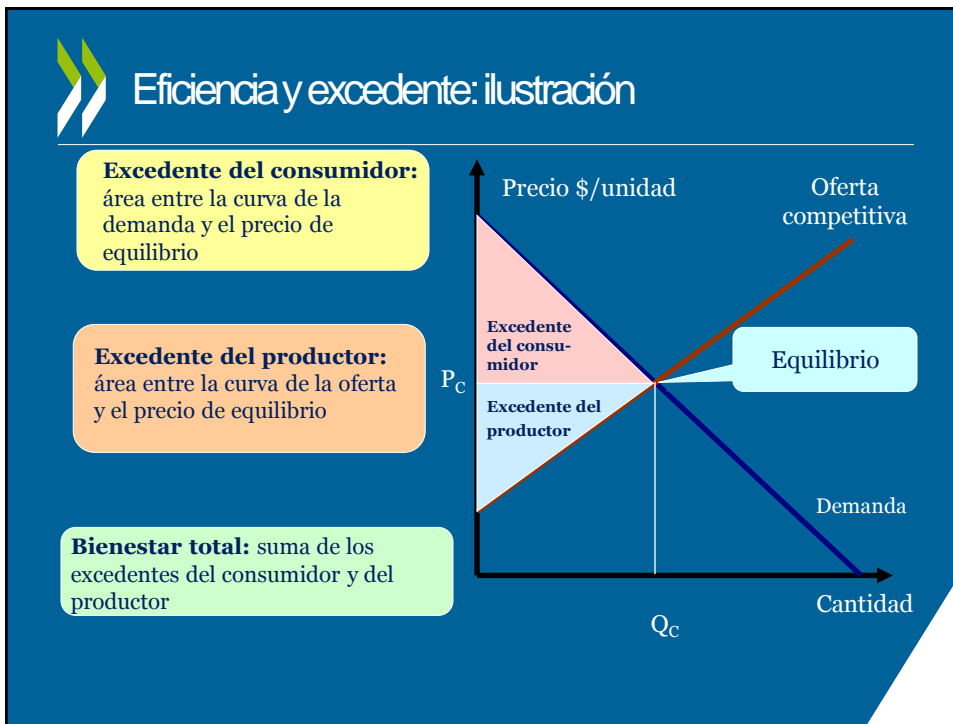 Eficiencia y excedente: ilustración
Excedente del consumidor:
área entre la curva de la
demanda y el precio de
equilibrio
Excedente del productor:
área entre la curva de la oferta
y el precio de equilibrio
Bienestar total: suma de los
excedentes del consumidor y del
productor
Precio $/unidad
Oferta
competitiva
Excedente
del consu-
midor
Equilibrio
P_C
Excedente del
productor
Demanda
Cantidad
Q_C